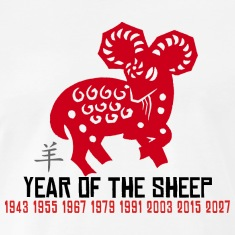 羊
YEAR OF THE SHEEP
1943 1955 1967 1979 1991 2003 2015 2027